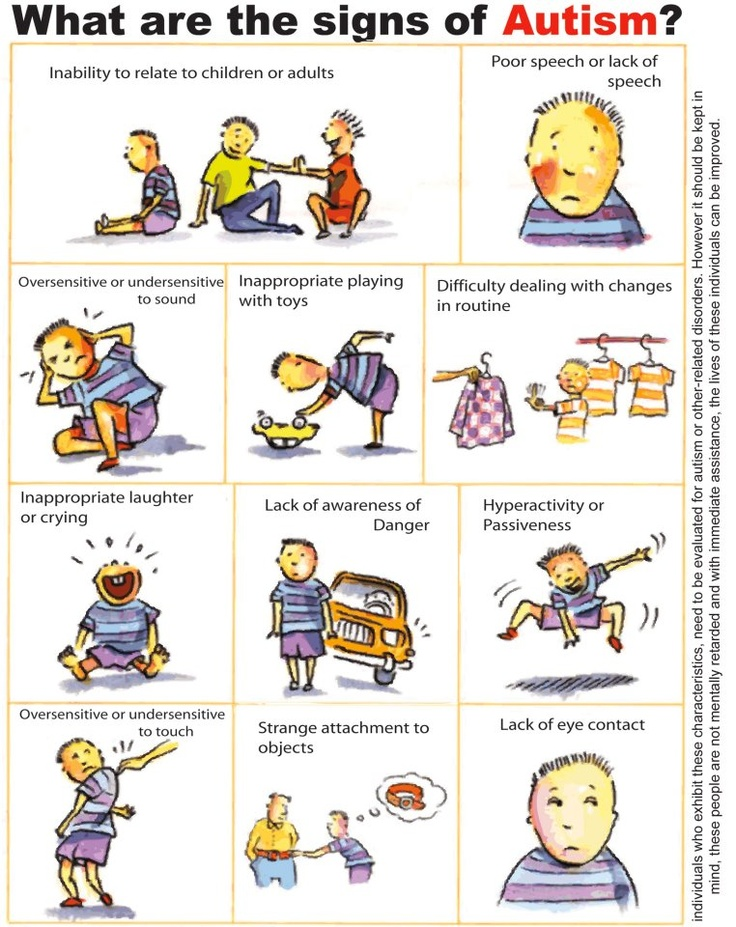 What are the signs of Autism?
Inability to relate to children or adults
Poor speech or lack of
speech
Oversensitive or undersensitive
to sound
Inappropriate playing
with toys
Difficulty dealing with changes
in routine
Inappropriate laughter
or crying
Lack of awareness of
Danger
Hyperactivity or
Passiveness
Oversensitive or undersensitive
to touch
Strange attachment to
objects
Lack of eye contact
individuals who exhibit these characteristics, need to be evaluated for autism or other-related disorders. However it should be kept in
mind, these people are not mentally retarded and with immediate assistance, the lives of these individuals can be improved.